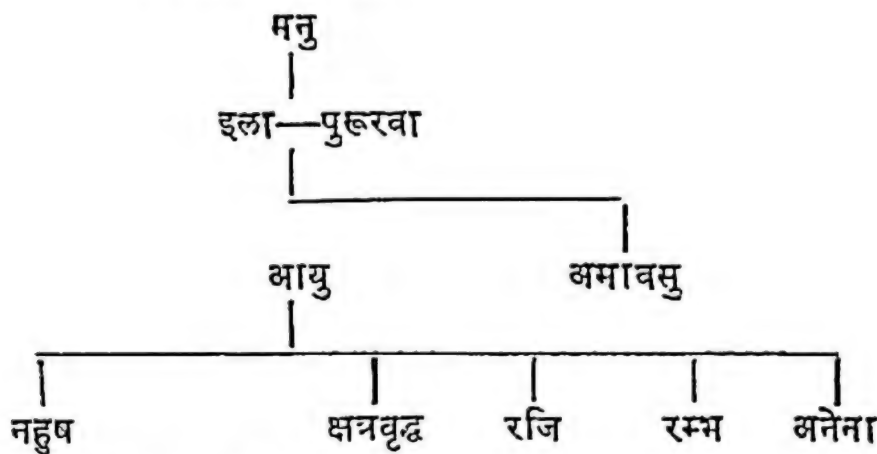 मनु
इला—पुरूरवा
आयु अमावसु
नहुष क्षत्रवृद्ध रजि रम्भ अनेना